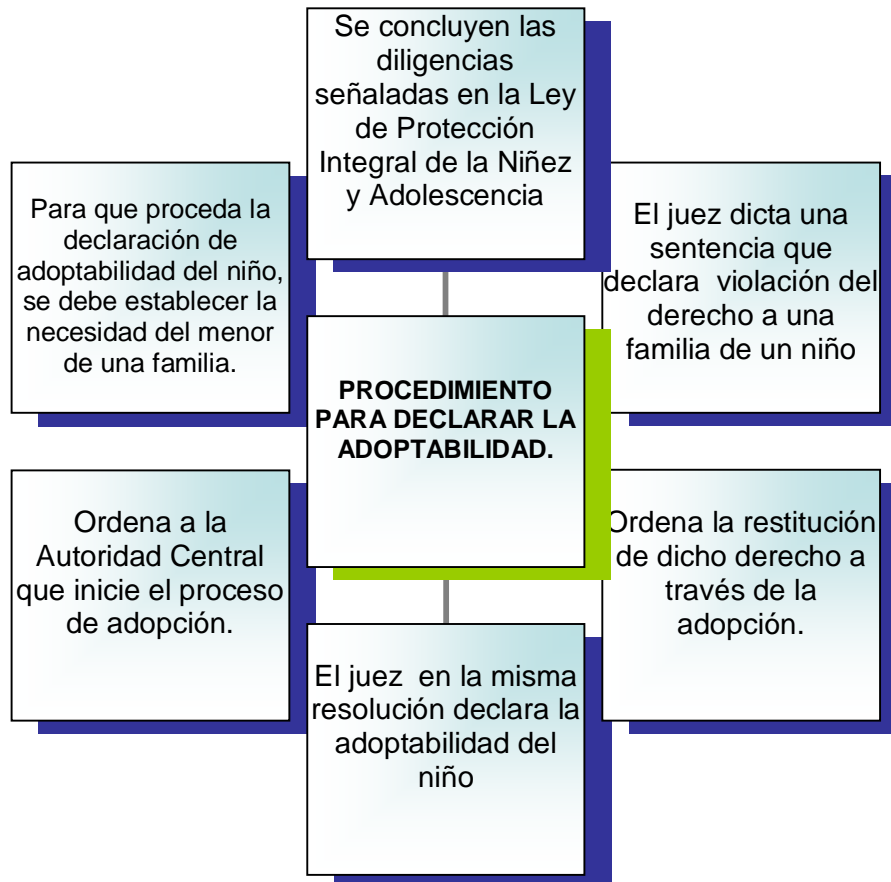 Se concluyen las
diligencias
señaladas en la Ley
de Protección
Integral de la Niñez
y Adolescencia
Para que proceda la
declaración de
adoptabilidad del niño,
se debe establecer la
necesidad del menor
de una familia.
El juez dicta una
sentencia que
declara violación del
derecho a una
familia de un niño
PROCEDIMIENTO
PARA DECLARAR LA
ADOPTABILIDAD.
Ordena a la
Autoridad Central
que inicie el proceso
de adopción.
Ordena la restitución
de dicho derecho a
través de la
adopción.
El juez en la misma
resolución declara la
adoptabilidad del
niño